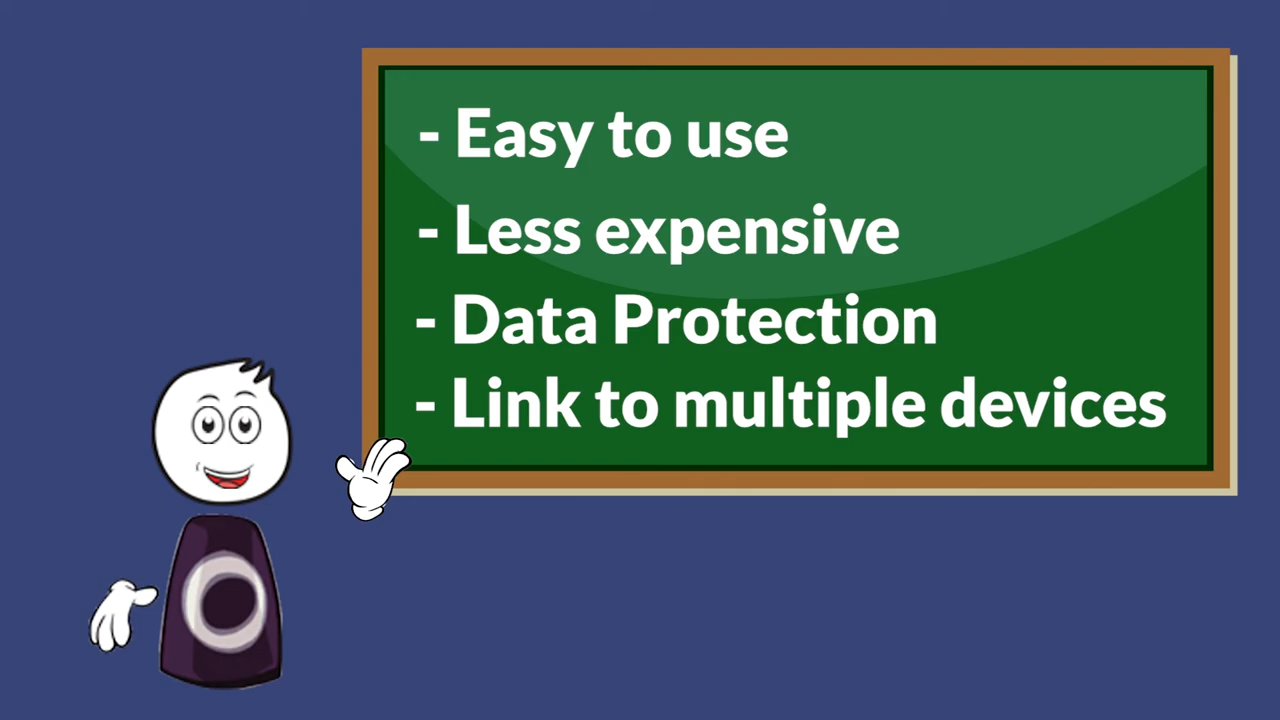 - Easy to use
- Less expensive
- Data Protection
- Link to multiple devices